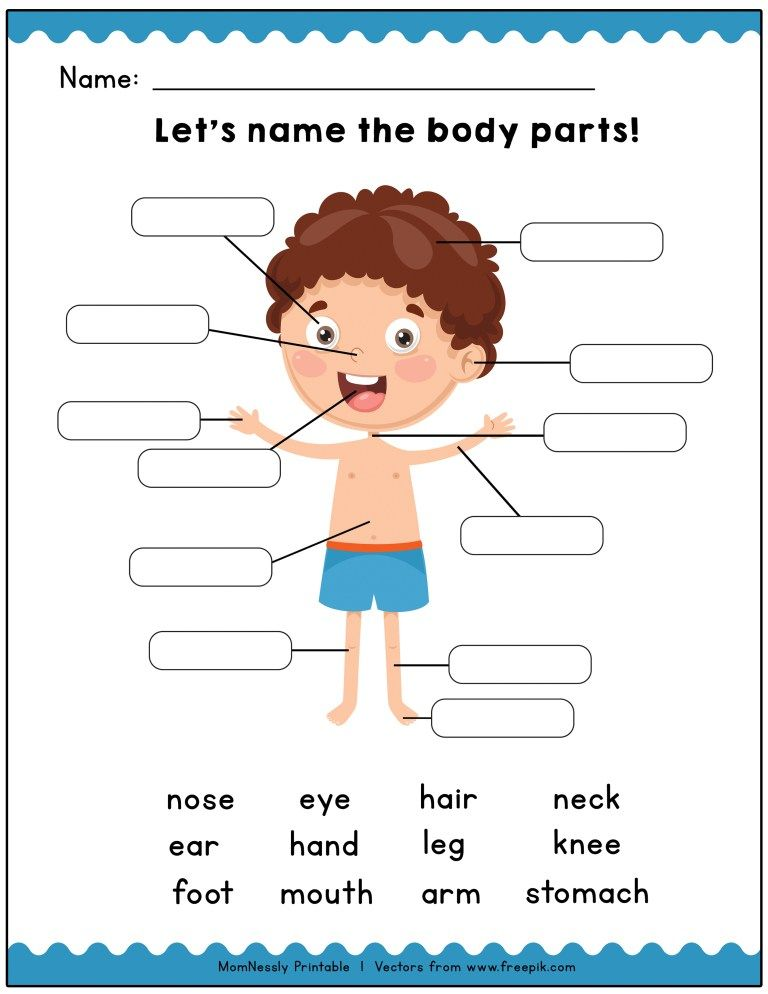 Name:
Let's name the body parts!
nose eye hair neck
ear hand leg knee
foot mouth arm stomach
MomNessly Printable | Vectors from www.freepik.com